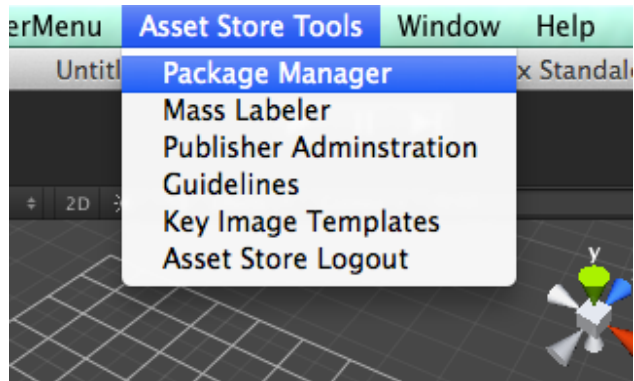 erMenu Asset Store Tools Window Help
Untitl x Standal
Package Manager
Mass Labeler
Publisher Adminstration
Guidelines
2D
Key Image Templates
Asset Store Logout
y